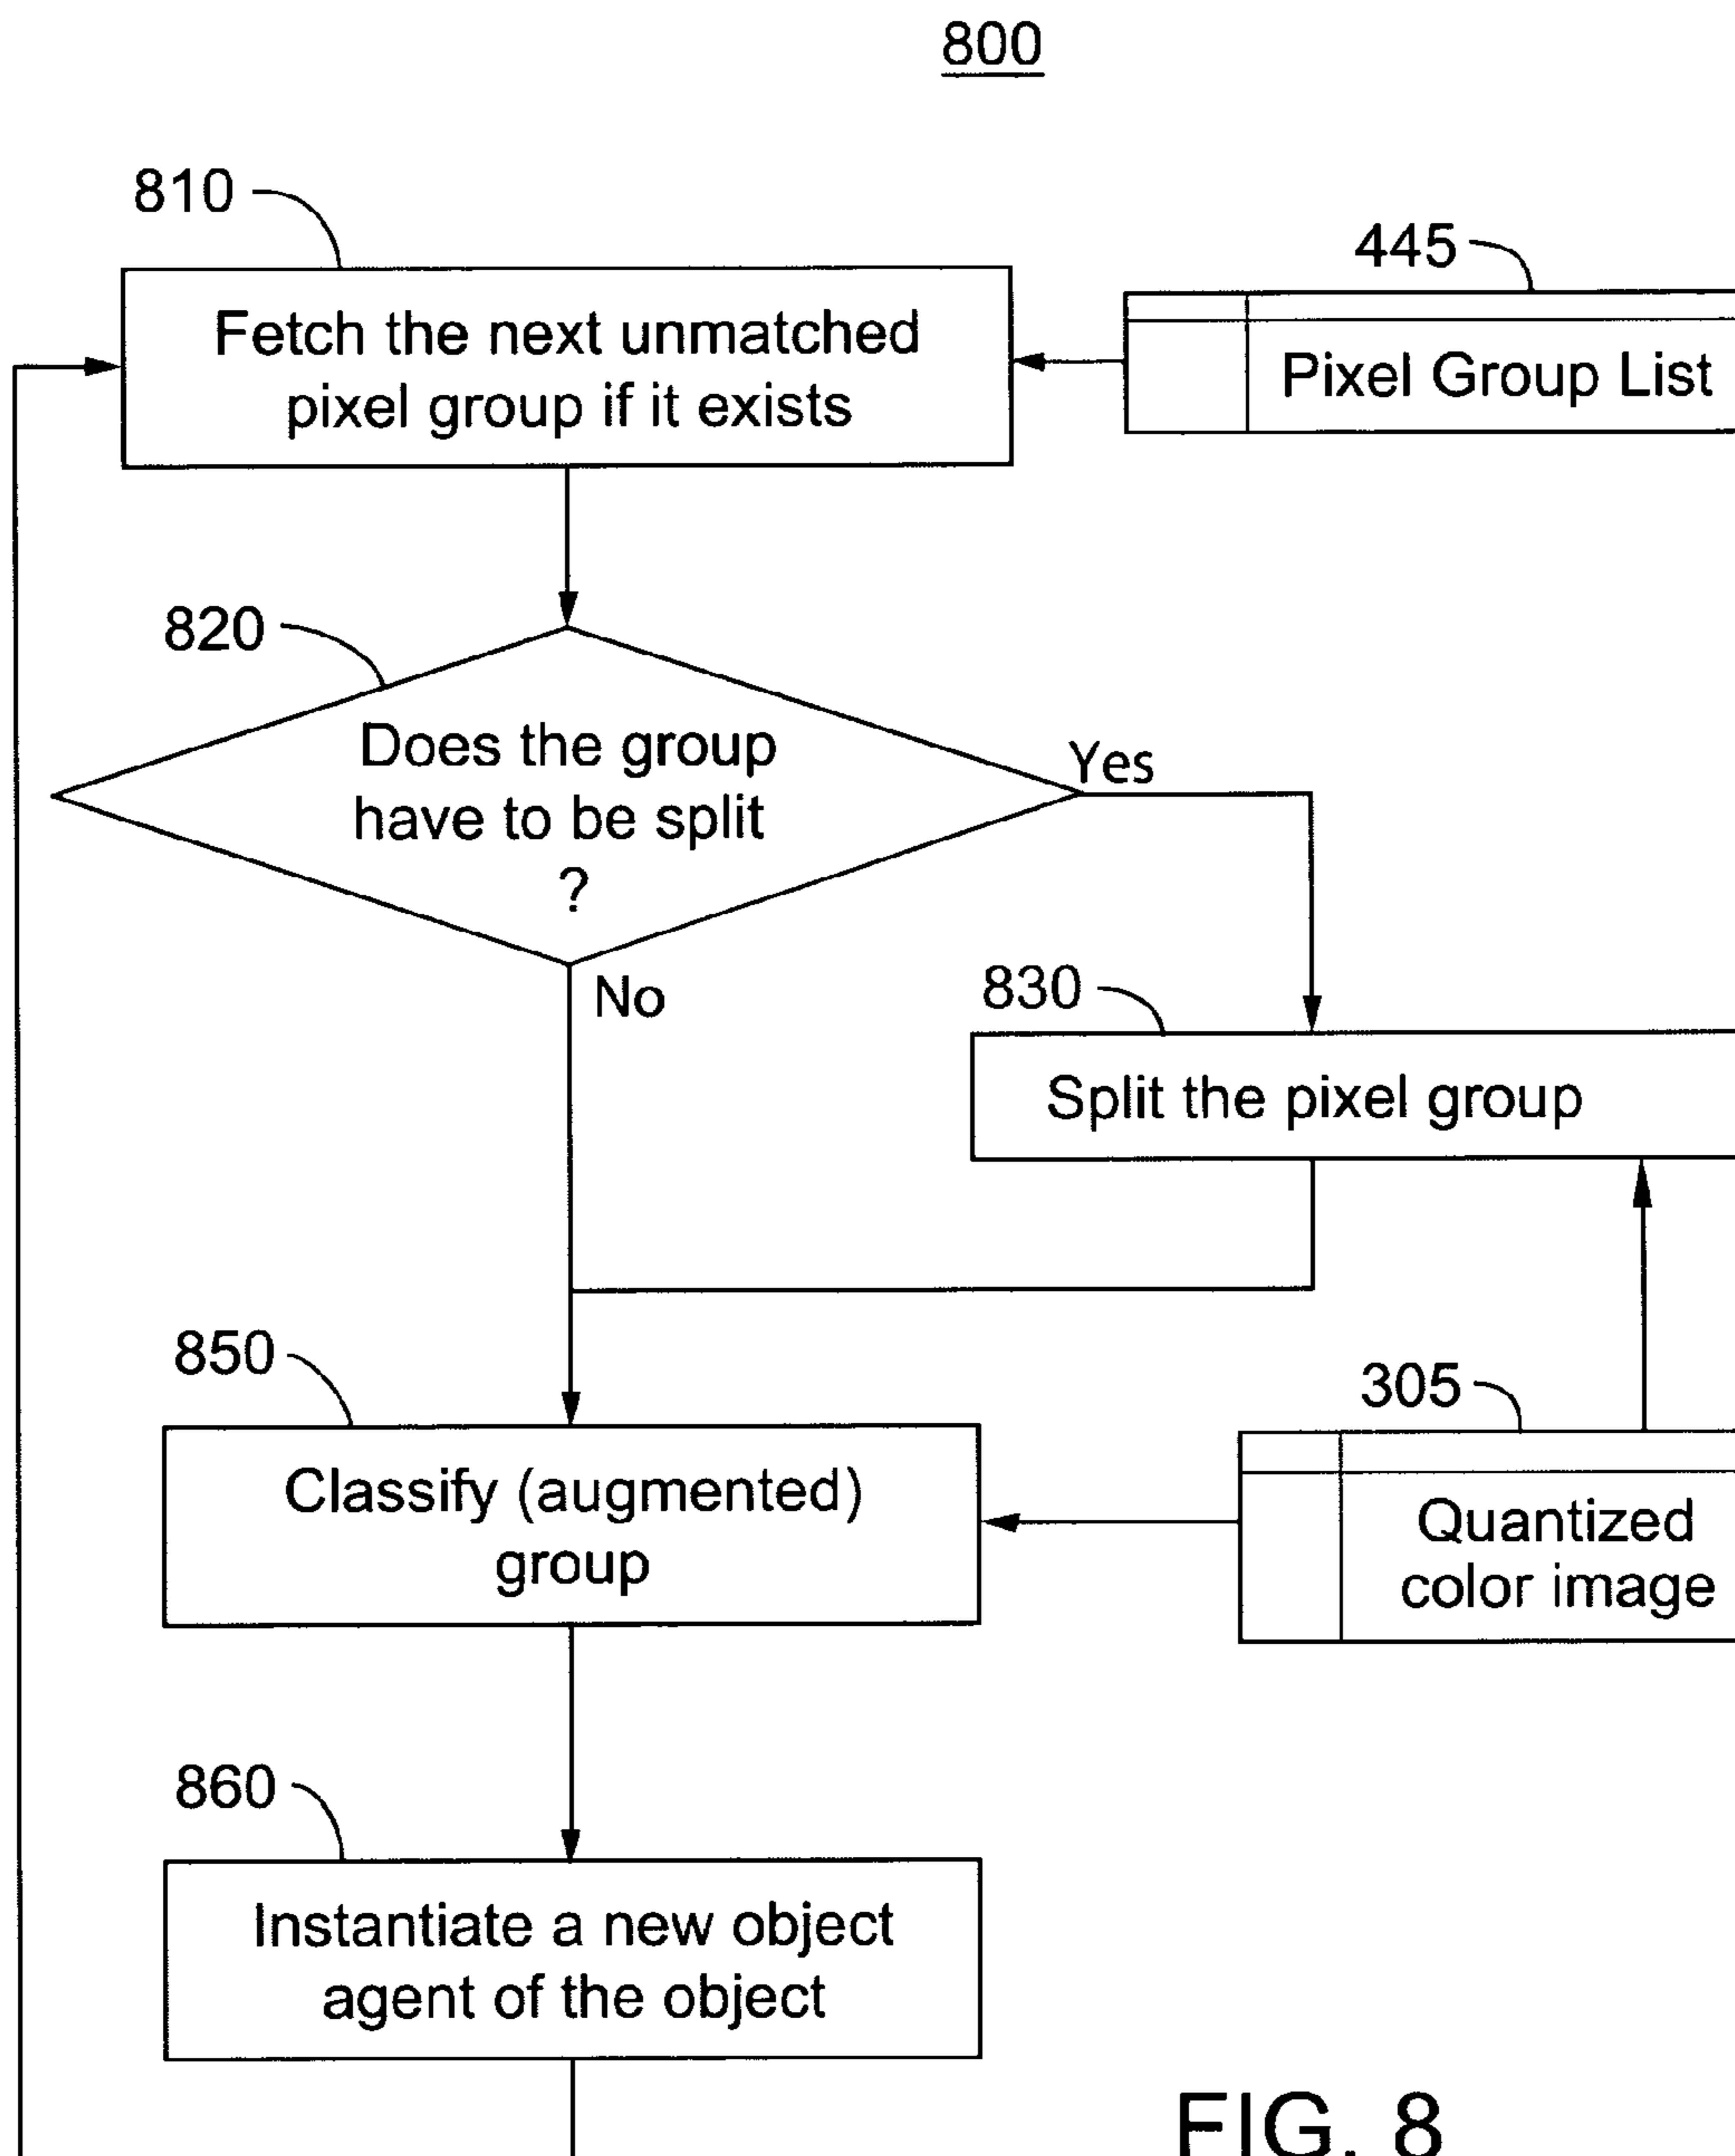 800
810
445
Fetch the next unmatched
pixel group if it exists
Pixel Group List
820
Does the group
have to be split
?
Yes
No
830
Split the pixel group
850
305
Classify (augmented)
group
Quantized
color image
860
Instantiate a new object
agent of the object
FIG. 8